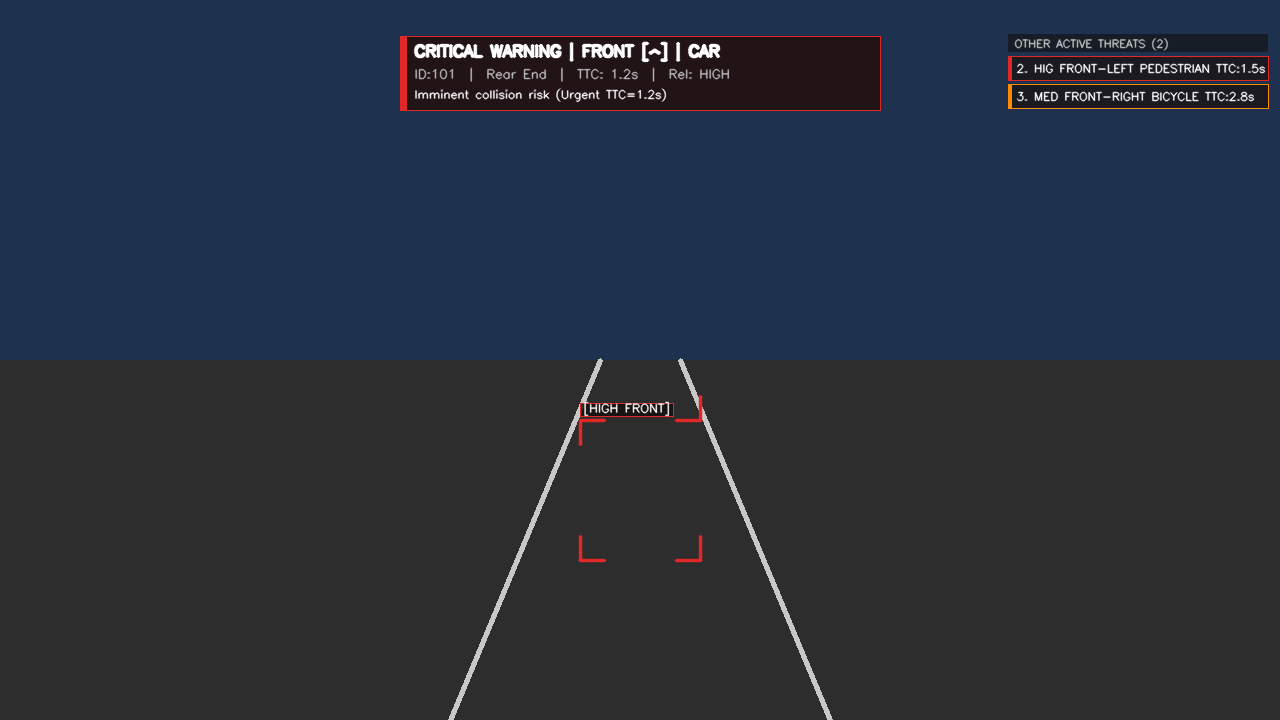 CRITICAL WARNING | FRONT [^] | CAR
ID:101 | Rear End | TTC: 1.2s | Rel: HIGH
Imminent collision risk (Urgent TTC=1.2s)
OTHER ACTIVE THREATS (2)
2. HIG FRONT-LEFT PEDESTRIAN TTC:1.5s
3. MED FRONT-RIGHT BICYCLE TTC:2.8s
[HIGH FRONT]